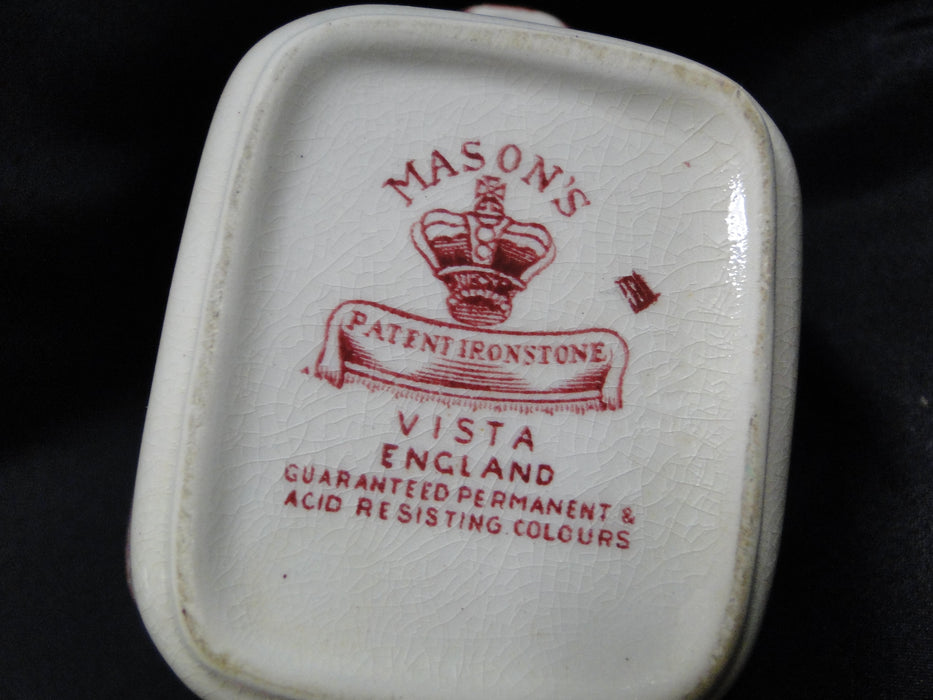 MASON'S
PATENT IRONSTONE
VISTA
ENGLAND
GUARANTEED PERMANENT &
ACID RESISTING COLOURS